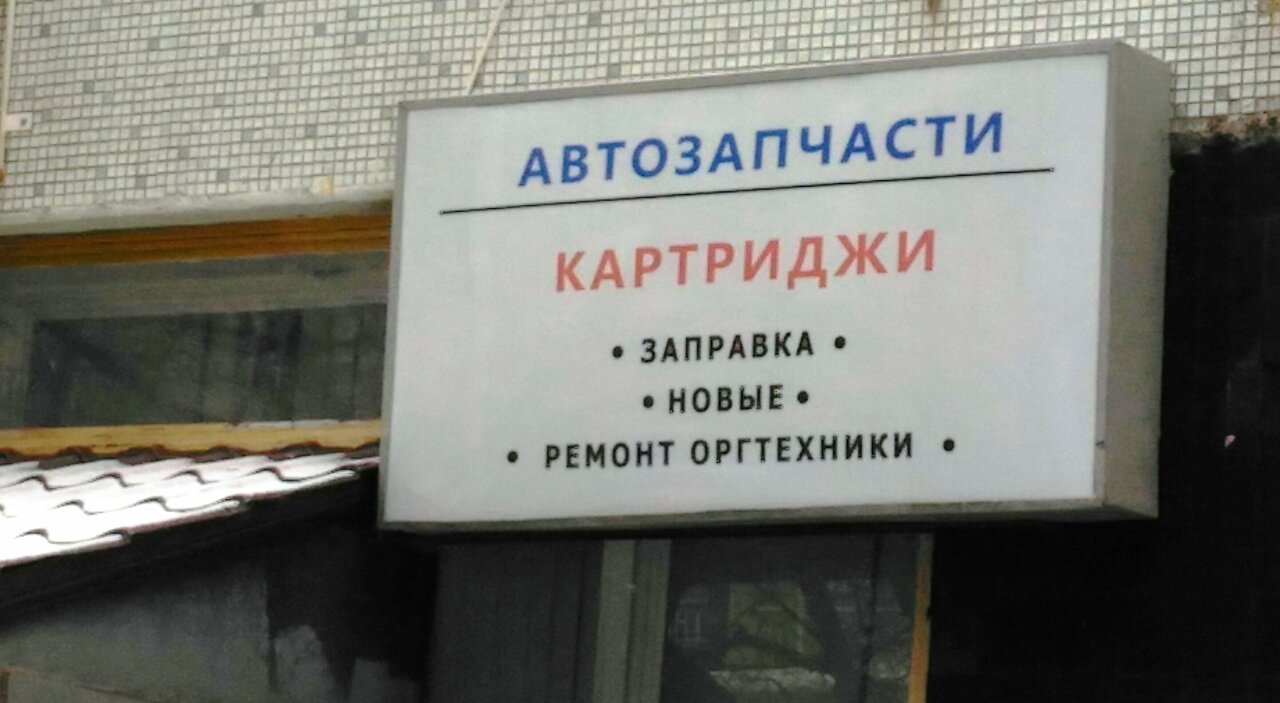 АВТОЗАПЧАСТИ
КАРТРИДЖИ
• ЗАПРАВКА •
• НОВЫЕ •
• РЕМОНТ ОРГТЕХНИКИ •